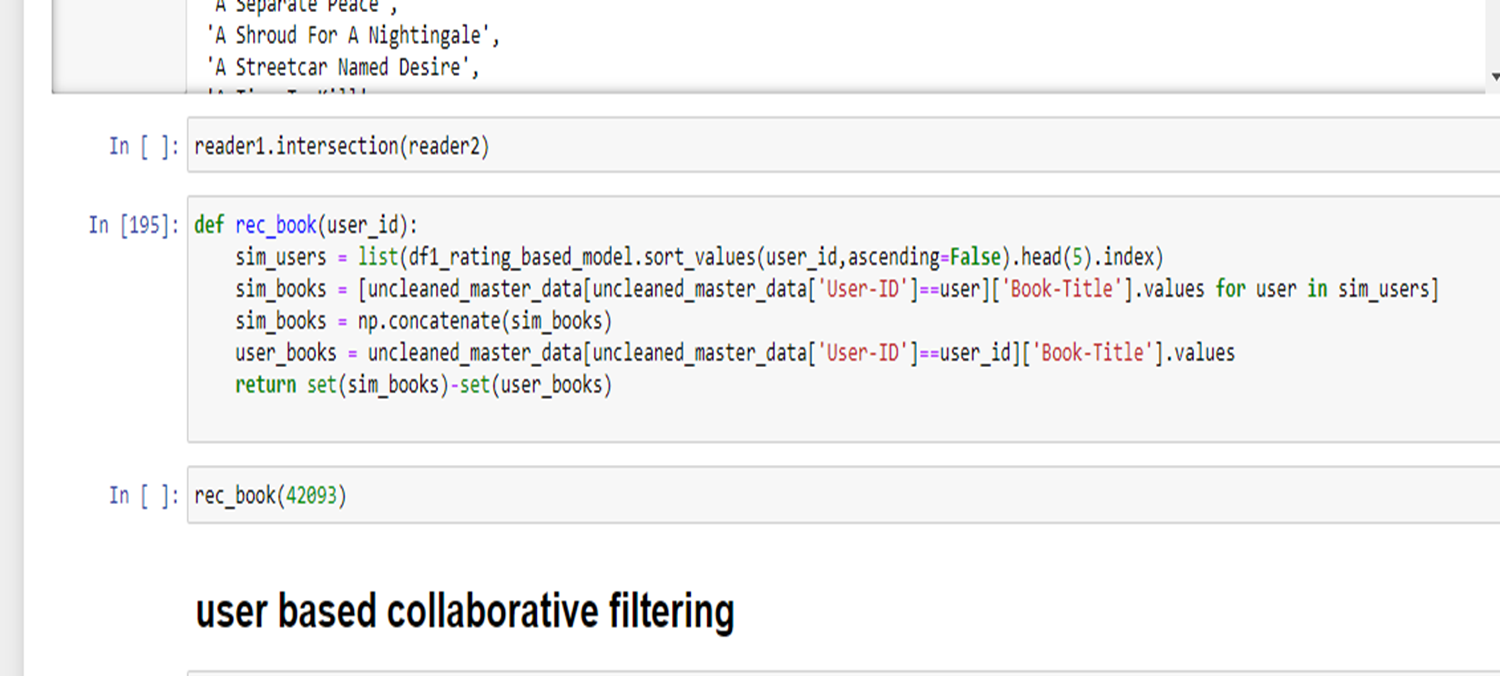 'A Separate Peace',
'A Shroud For A Nightingale',
'A Streetcar Named Desire',
'A Time To Kill'
In [ ]: reader1.intersection(reader2)
In [195]: def rec_book(user_id):
    sim_users = list(df1_rating_based_model.sort_values(user_id,ascending=False).head(5).index)
    sim_books = [uncleaned_master_data[uncleaned_master_data['User-ID']==user]['Book-Title'].values for user in sim_users]
    sim_books = np.concatenate(sim_books)
    user_books = uncleaned_master_data[uncleaned_master_data['User-ID']==user_id]['Book-Title'].values
    return set(sim_books)-set(user_books)
In [ ]: rec_book(42093)
user based collaborative filtering